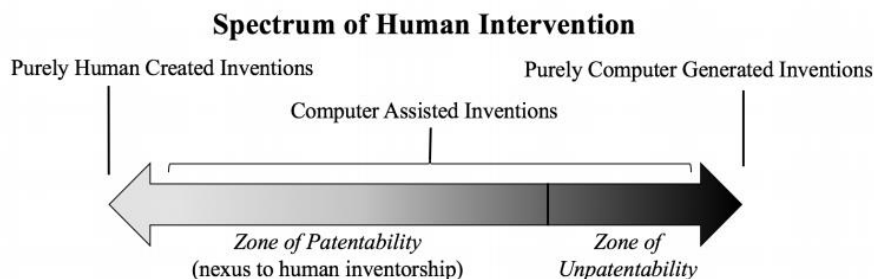 Spectrum of Human Intervention
Purely Human Created Inventions
Purely Computer Generated Inventions
Computer Assisted Inventions
Zone of Patentability
(nexus to human inventorship)
Zone of
Unpatentability